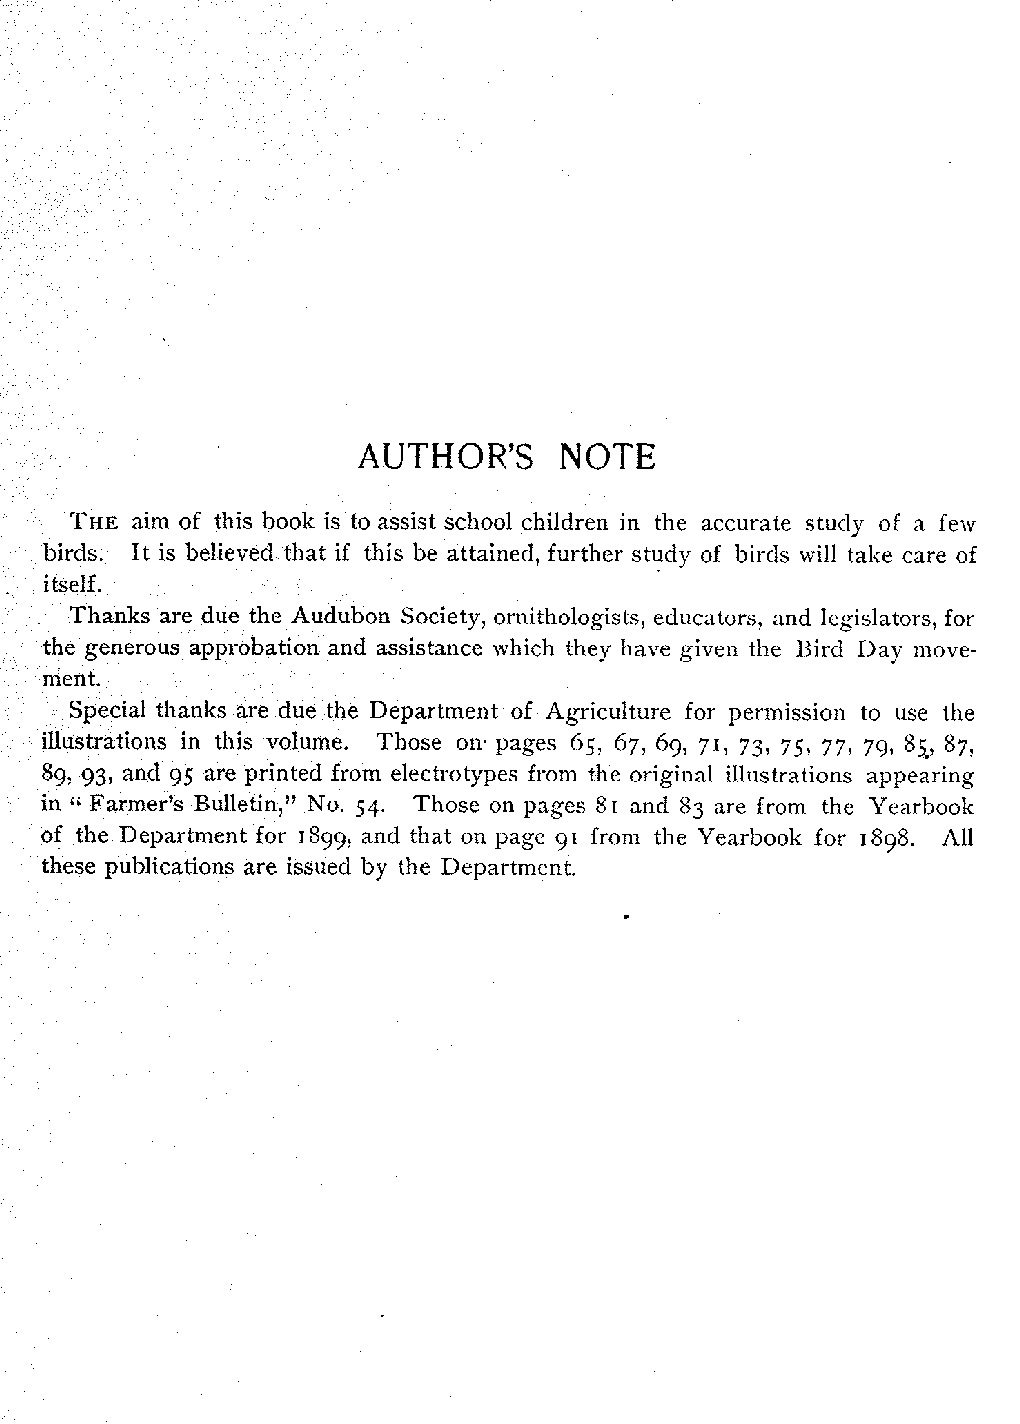 AUTHOR'S NOTE
THE aim of this book is to assist school children in the accurate study of a few
birds. It is believed that if this be attained, further study of birds will take care of
itself.
Thanks are due the Audubon Society, ornithologists, educators, and legislators, for
the generous approbation and assistance which they have given the Bird Day move-
ment.
Special thanks are due the Department of Agriculture for permission to use the
illustrations in this volume. Those on pages 65, 67, 69, 71, 73, 75, 77, 79, 85, 87,
89, 93, and 95 are printed from electrotypes from the original illustrations appearing
in “ Farmer's Bulletin,” No. 54. Those on pages 81 and 83 are from the Yearbook
of the Department for 1899, and that on page 91 from the Yearbook for 1898. All
these publications are issued by the Department.